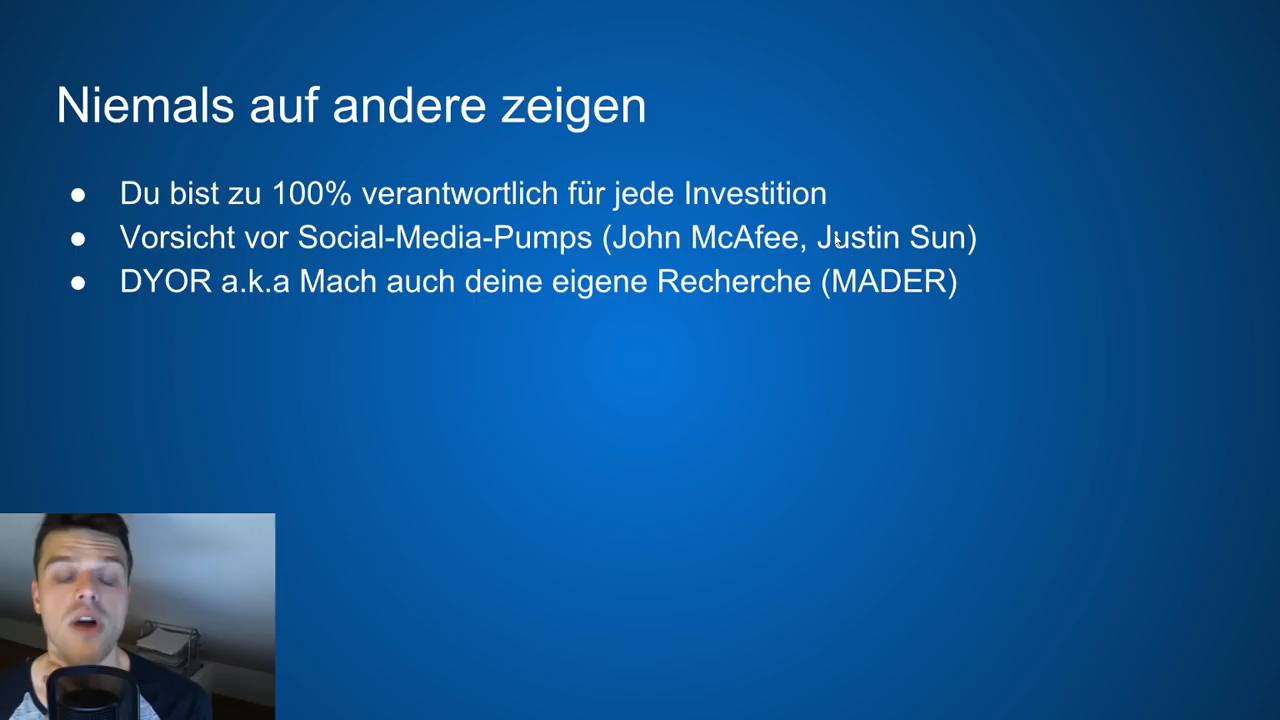 Niemals auf andere zeigen
● Du bist zu 100% verantwortlich für jede Investition
● Vorsicht vor Social-Media-Pumps (John McAfee, Justin Sun)
● DYOR a.k.a Mach auch deine eigene Recherche (MADER)